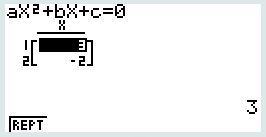 aX²+bX+c=0
X
1[ 3]
2[ -2]
3
REPT